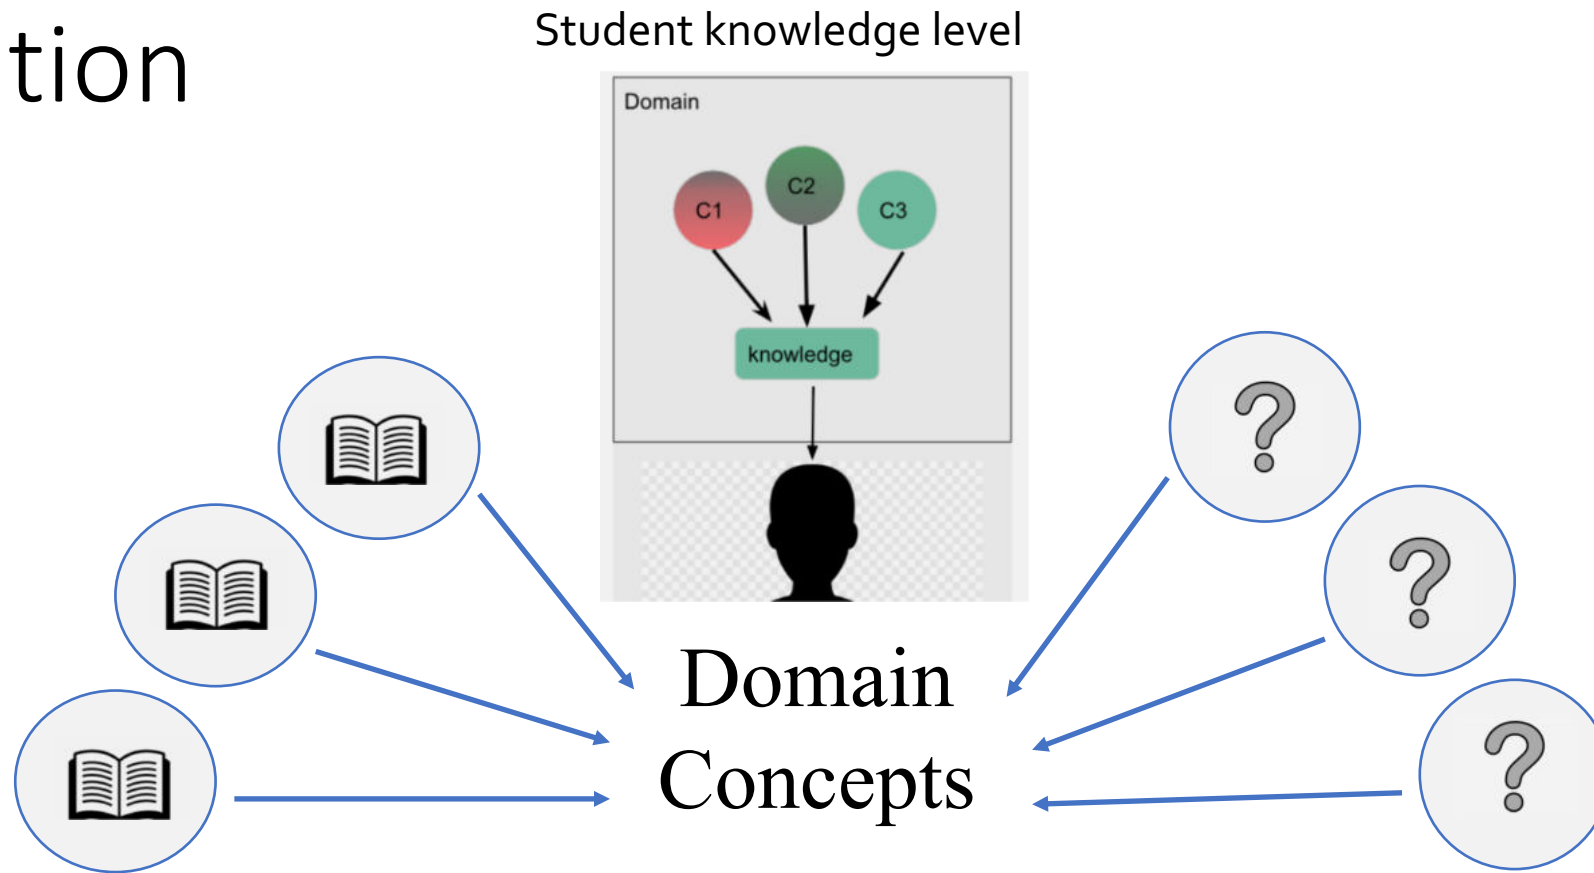 tion
Student knowledge level
Domain
C1
C2
C3
knowledge
Domain
Concepts